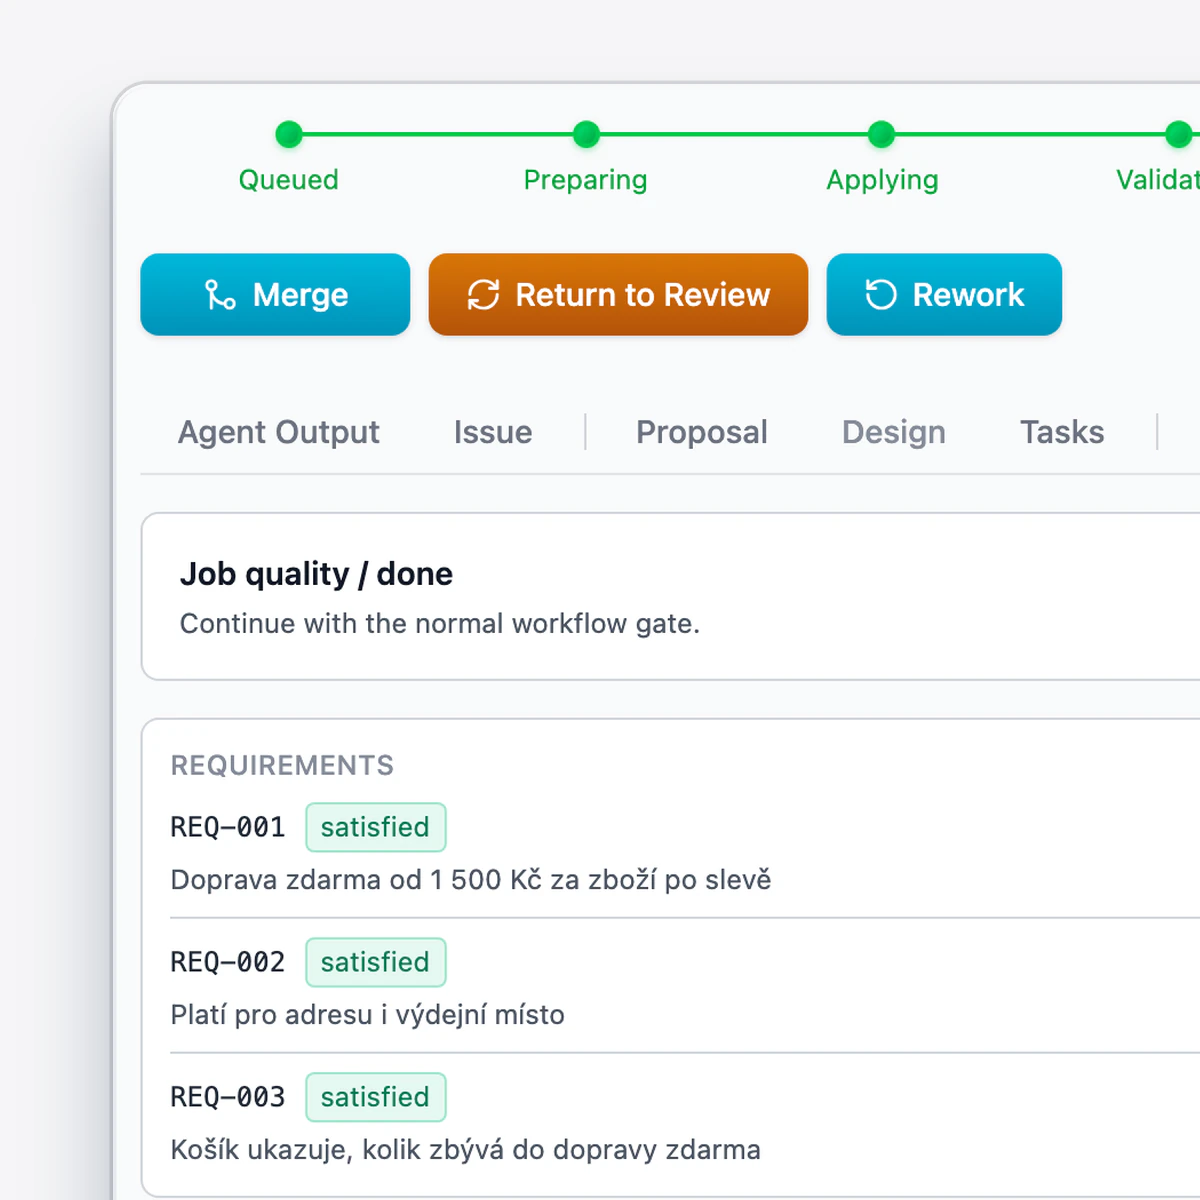 Queued Preparing Applying Validat
Merge Return to Review Rework
Agent Output Issue Proposal Design Tasks
Job quality / done
Continue with the normal workflow gate.
REQUIREMENTS
REQ-001 satisfied
Doprava zdarma od 1 500 Kč za zboží po slevě
REQ-002 satisfied
Platí pro adresu i výdejní místo
REQ-003 satisfied
Košík ukazuje, kolik zbývá do dopravy zdarma